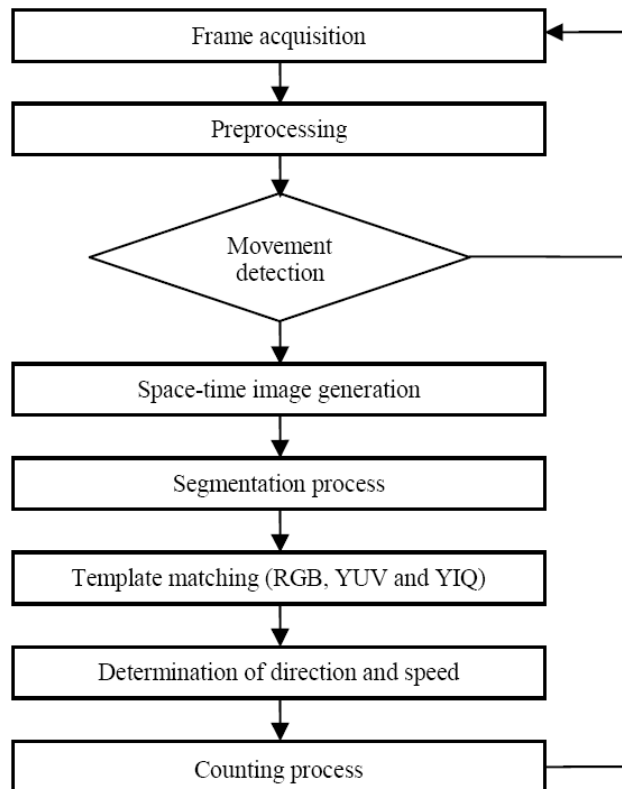 Frame acquisition
Preprocessing
Movement
detection
Space-time image generation
Segmentation process
Template matching (RGB, YUV and YIQ)
Determination of direction and speed
Counting process